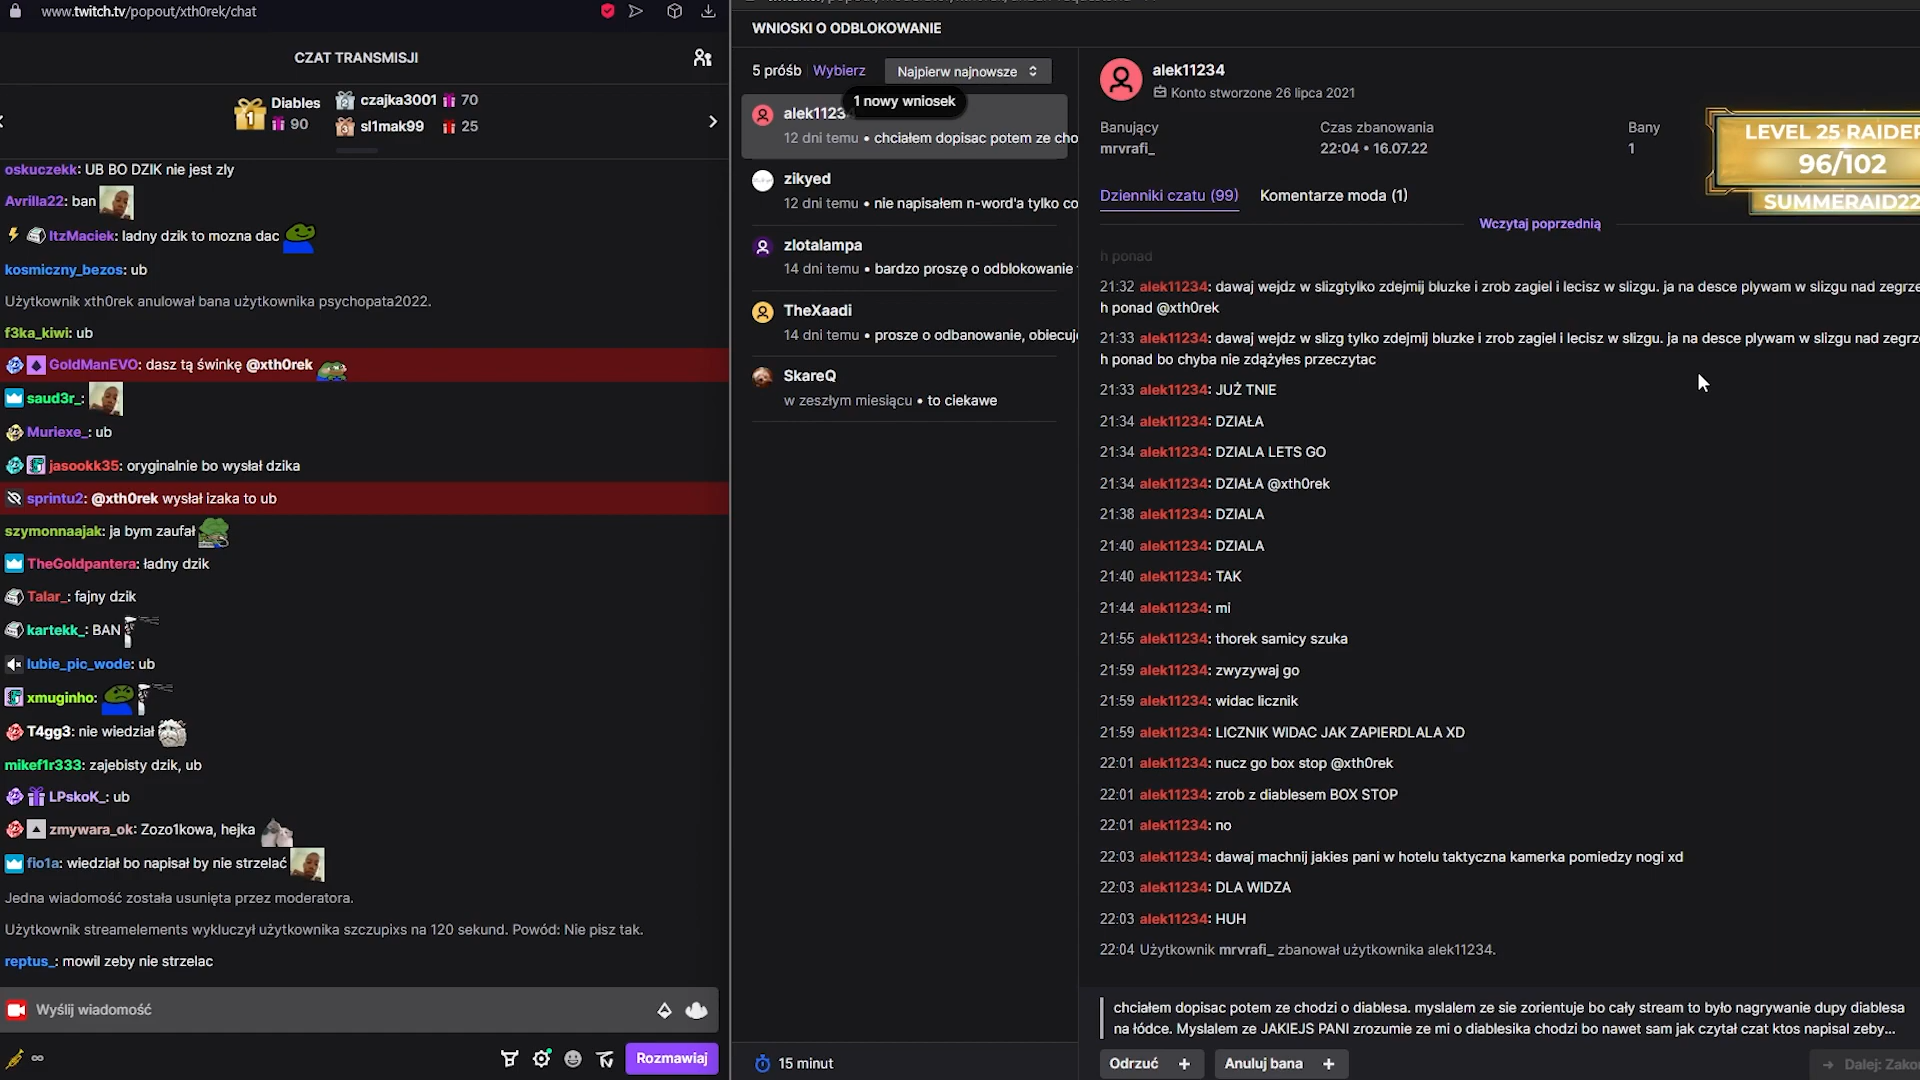 www.twitch.tv/popout/xth0rek/chat
CZAT TRANSMISJI
1 Diables 90
2 czajka3001 70
3 sl1mak99 25
oskuczekk: UB BO DZIK nie jest zly
Avrilla22: ban
ItzMaciek: ladny dzik to mozna dac
kosmiczny_bezos: ub
Użytkownik xth0rek anulował bana użytkownika psychopata2022.
f3ka_kiwi: ub
GoldManEVO: dasz tą świnkę @xth0rek
saud3r_:
Muriexe_: ub
jasookk35: oryginalnie bo wysłał dzika
sprintu2: @xth0rek wysłał izaka to ub
szymonnaajak: ja bym zaufał
TheGoldpantera: ładny dzik
Talar_: fajny dzik
kartekk_: BAN
lubie_pic_wode: ub
xmuginho:
T4gg3: nie wiedział
mikef1r333: zajebisty dzik, ub
LPskoK_: ub
zmywara_ok: Zozo1kowa, hejka
fio1a: wiedział bo napisał by nie strzelać
Jedna wiadomość została usunięta przez moderatora.
Użytkownik streamelements wykluczył użytkownika szczupixs na 120 sekund. Powód: Nie pisz tak.
reptus_: mowil zeby nie strzelac
Wyślij wiadomość
∞
Rozmawiaj
WNIOSKI O ODBLOKOWANIE
5 próśb Wybierz Najpierw najnowsze
1 nowy wniosek
alek1123
12 dni temu • chciałem dopisac potem ze cho
zikyed
12 dni temu • nie napisałem n-word'a tylko co
zlotalampa
14 dni temu • bardzo proszę o odblokowanie
TheXaadi
14 dni temu • prosze o odbanowanie, obiecuj
SkareQ
w zeszłym miesiącu • to ciekawe
15 minut
alek11234
Konto stworzone 26 lipca 2021
Banujący Czas zbanowania Bany
mrvrafi_ 22:04 • 16.07.22 1
LEVEL 25 RAIDER
96/102
SUMMERAID22
Dzienniki czatu (99) Komentarze moda (1)
Wczytaj poprzednią
h ponad
21:32 alek11234: dawaj wejdz w slizgtylko zdejmij bluzke i zrob zagiel i lecisz w slizgu. ja na desce plywam w slizgu nad zegrze
h ponad @xth0rek
21:33 alek11234: dawaj wejdz w slizg tylko zdejmij bluzke i zrob zagiel i lecisz w slizgu. ja na desce plywam w slizgu nad zegrze
h ponad bo chyba nie zdążyłes przeczytac
21:33 alek11234: JUŻ TNIE
21:34 alek11234: DZIAŁA
21:34 alek11234: DZIALA LETS GO
21:34 alek11234: DZIAŁA @xth0rek
21:38 alek11234: DZIALA
21:40 alek11234: DZIALA
21:40 alek11234: TAK
21:44 alek11234: mi
21:55 alek11234: thorek samicy szuka
21:59 alek11234: zwyzywaj go
21:59 alek11234: widac licznik
21:59 alek11234: LICZNIK WIDAC JAK ZAPIERDLALA XD
22:01 alek11234: nucz go box stop @xth0rek
22:01 alek11234: zrob z diablesem BOX STOP
22:01 alek11234: no
22:03 alek11234: dawaj machnij jakies pani w hotelu taktyczna kamerka pomiedzy nogi xd
22:03 alek11234: DLA WIDZA
22:03 alek11234: HUH
22:04 Użytkownik mrvrafi_ zbanował użytkownika alek11234.
chciałem dopisac potem ze chodzi o diablesa. myslalem ze sie zorientuje bo cały stream to było nagrywanie dupy diablesa
na łódce. Myslalem ze JAKIEJS PANI zrozumie ze mi o diablesika chodzi bo nawet sam jak czytał czat ktos napisal zeby...
Odrzuć + Anuluj bana +
Dalej: Zako